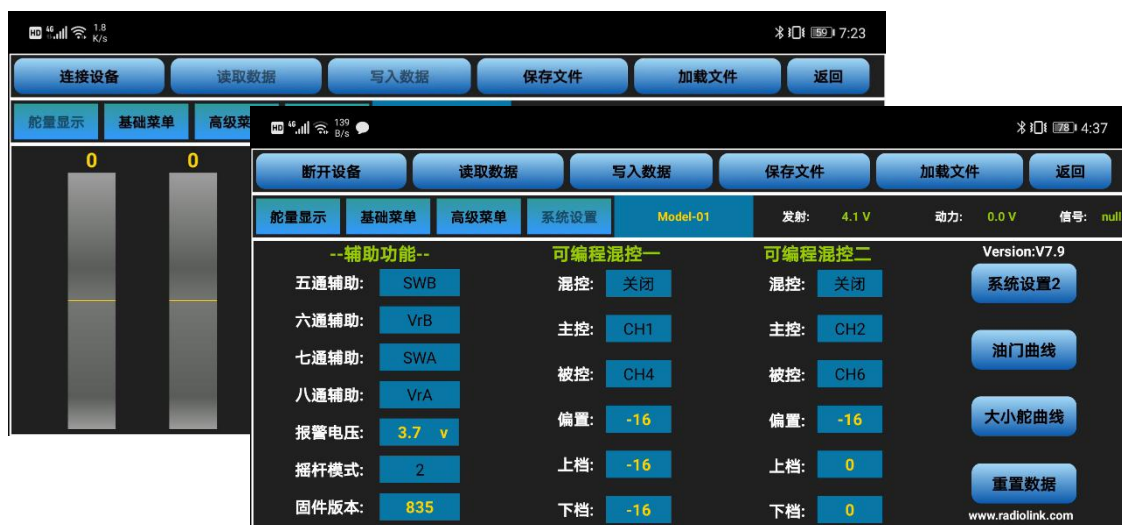 HD 46 1.8 K/s 59 7:23
连接设备 读取数据 写入数据 保存文件 加载文件 返回
舵量显示 基础菜单 高级菜
0 0
HD 46 139 B/s 78 4:37
断开设备 读取数据 写入数据 保存文件 加载文件 返回
舵量显示 基础菜单 高级菜单 系统设置 Model-01 发射: 4.1 V 动力: 0.0 V 信号: null
--辅助功能-- 可编程混控一 可编程混控二 Version:V7.9
五通辅助: SWB 混控: 关闭 混控: 关闭 系统设置2
六通辅助: VrB 主控: CH1 主控: CH2 油门曲线
七通辅助: SWA 被控: CH4 被控: CH6
八通辅助: VrA 偏置: -16 偏置: -16 大小舵曲线
报警电压: 3.7 v
摇杆模式: 2 上档: -16 上档: 0 重置数据
固件版本: 835 下档: -16 下档: 0 www.radiolink.com